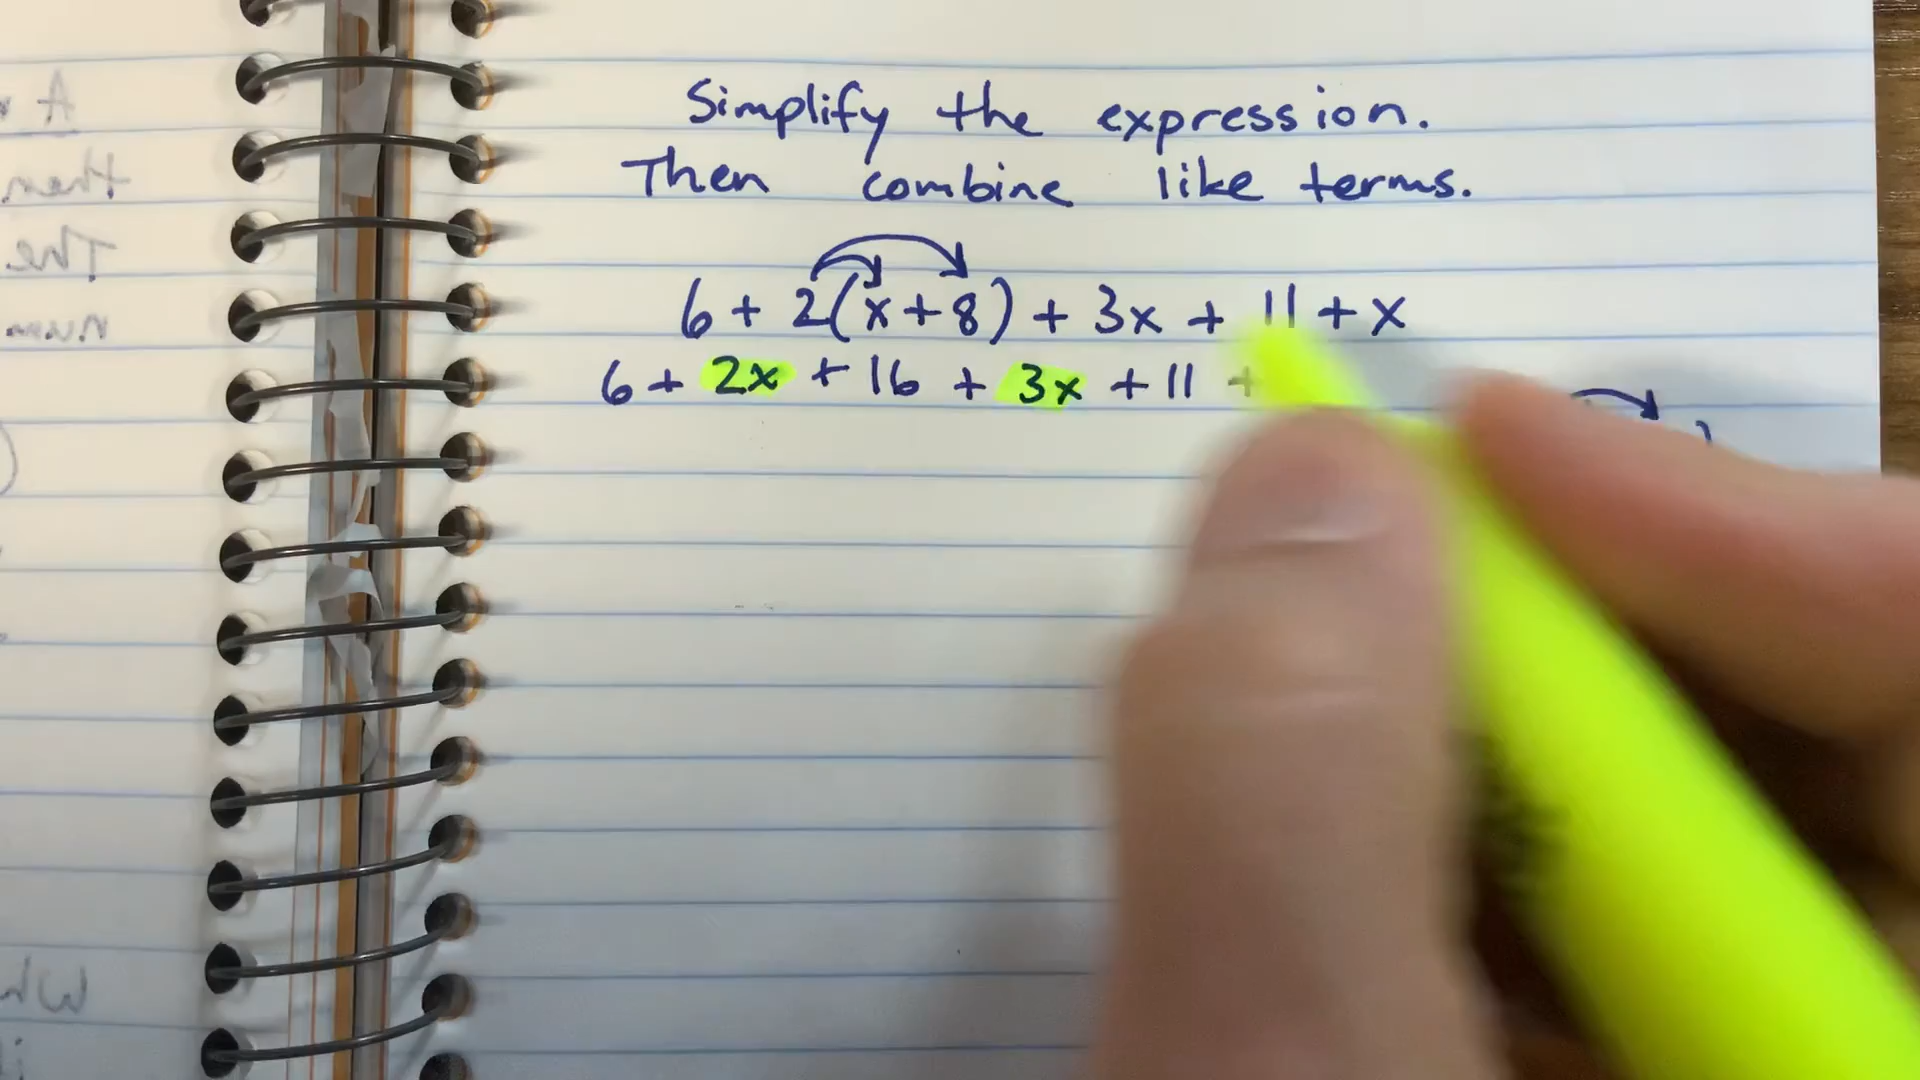 Simplify the expression.
Then combine like terms.
6 + 2(x + 8) + 3x + 11 + x
6 + 2x + 16 + 3x + 11 +